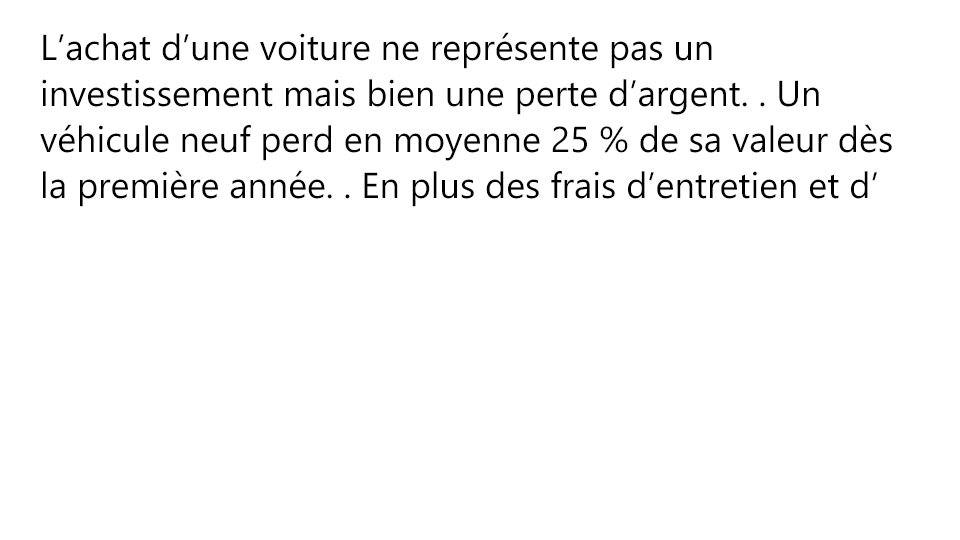 L’achat d’une voiture ne représente pas un
investissement mais bien une perte d’argent. . Un
véhicule neuf perd en moyenne 25 % de sa valeur dès
la première année. . En plus des frais d’entretien et d’